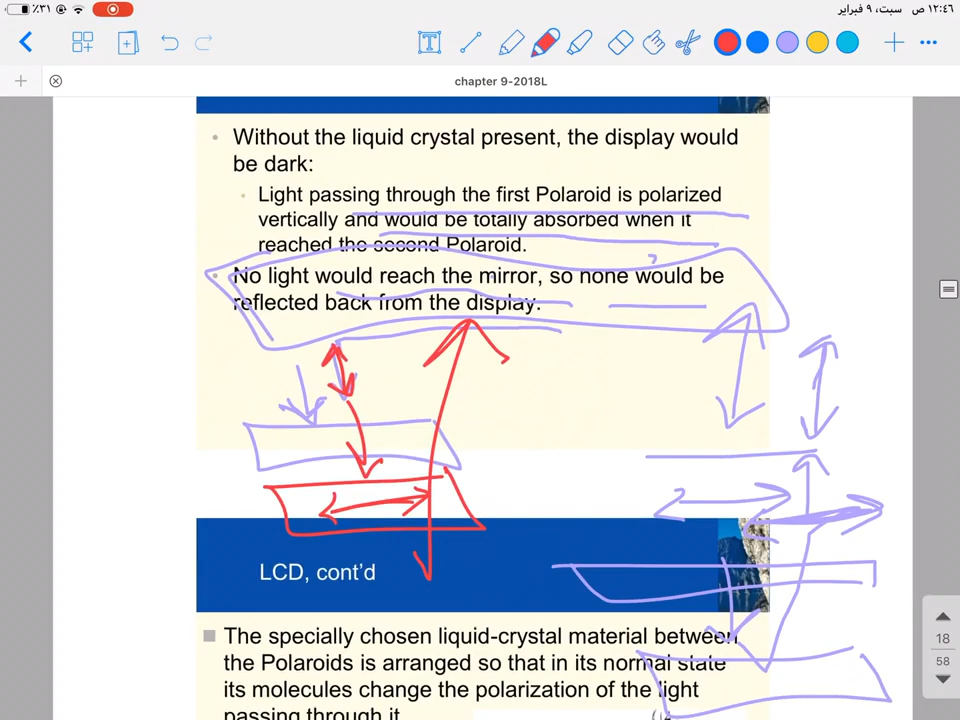 ٪٣١
١٢:٤٦ ص سبت، ٩ فبراير
chapter 9-2018L
Without the liquid crystal present, the display would
be dark:
Light passing through the first Polaroid is polarized
vertically and would be totally absorbed when it
reached the second Polaroid.
No light would reach the mirror, so none would be
reflected back from the display.
LCD, cont'd
The specially chosen liquid-crystal material between
the Polaroids is arranged so that in its normal state
its molecules change the polarization of the light
passing through it.
18
58